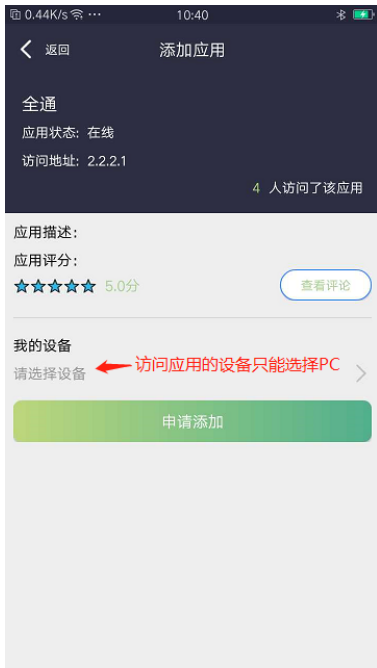 0.44K/s ··· 10:40
返回 添加应用
全通
应用状态: 在线
访问地址: 2.2.2.1
4 人访问了该应用
应用描述:
应用评分:
5.0分 查看评论
我的设备
访问应用的设备只能选择PC
请选择设备
申请添加